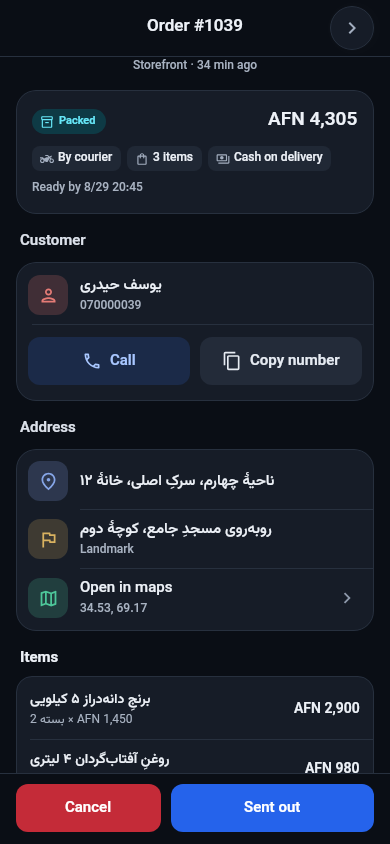 Order #1039
Storefront · 34 min ago
Packed
AFN 4,305
By courier
3 items
Cash on delivery
Ready by 8/29 20:45
Customer
یوسف حیدری
070000039
Call
Copy number
Address
ناحیهٔ چهارم، سرکِ اصلی، خانهٔ ۱۲
روبه‌روی مسجدِ جامع، کوچهٔ دوم
Landmark
Open in maps
34.53, 69.17
Items
برنجِ دانه‌دراز ۵ کیلویی
AFN 2,900
2 بسته × AFN 1,450
روغنِ آفتاب‌گردان ۴ لیتری
AFN 980
Cancel
Sent out